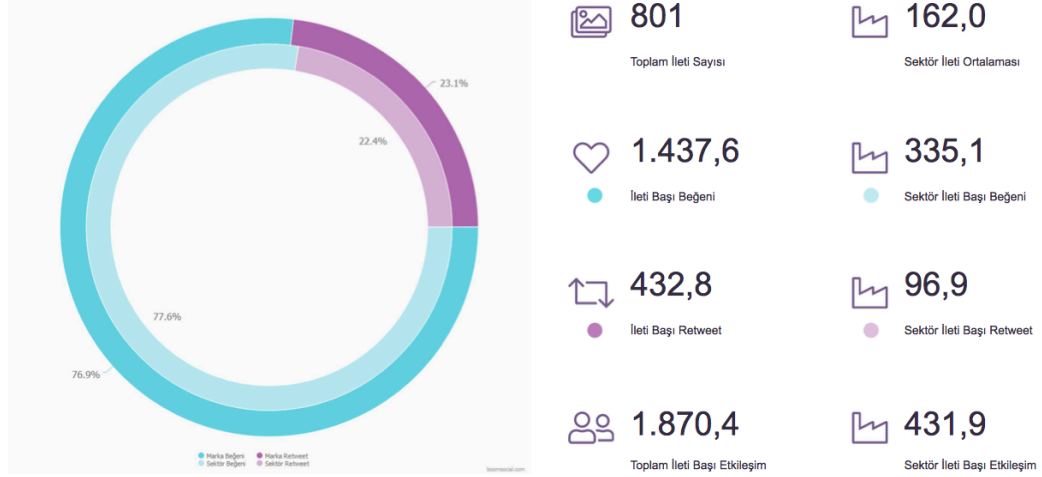 23.1%
22.4%
77.6%
76.9%
Marka Beğeni Marka Retweet
Sektör Beğeni Sektör Retweet
boomsocial.com
801
Toplam İleti Sayısı
162,0
Sektör İleti Ortalaması
1.437,6
İleti Başı Beğeni
335,1
Sektör İleti Başı Beğeni
432,8
İleti Başı Retweet
96,9
Sektör İleti Başı Retweet
1.870,4
Toplam İleti Başı Etkileşim
431,9
Sektör İleti Başı Etkileşim